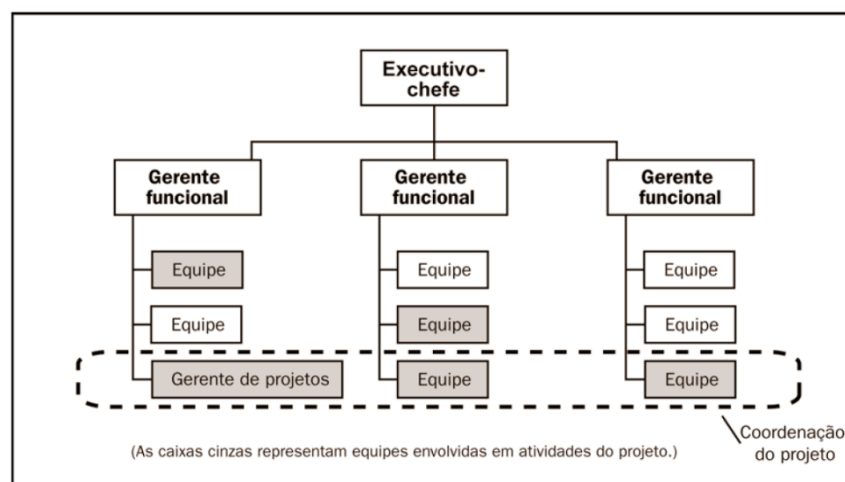 Executivo-
chefe
Gerente
funcional
Gerente
funcional
Gerente
funcional
Equipe
Equipe
Equipe
Equipe
Equipe
Equipe
Gerente de projetos
Equipe
Equipe
Coordenação
do projeto
(As caixas cinzas representam equipes envolvidas em atividades do projeto.)